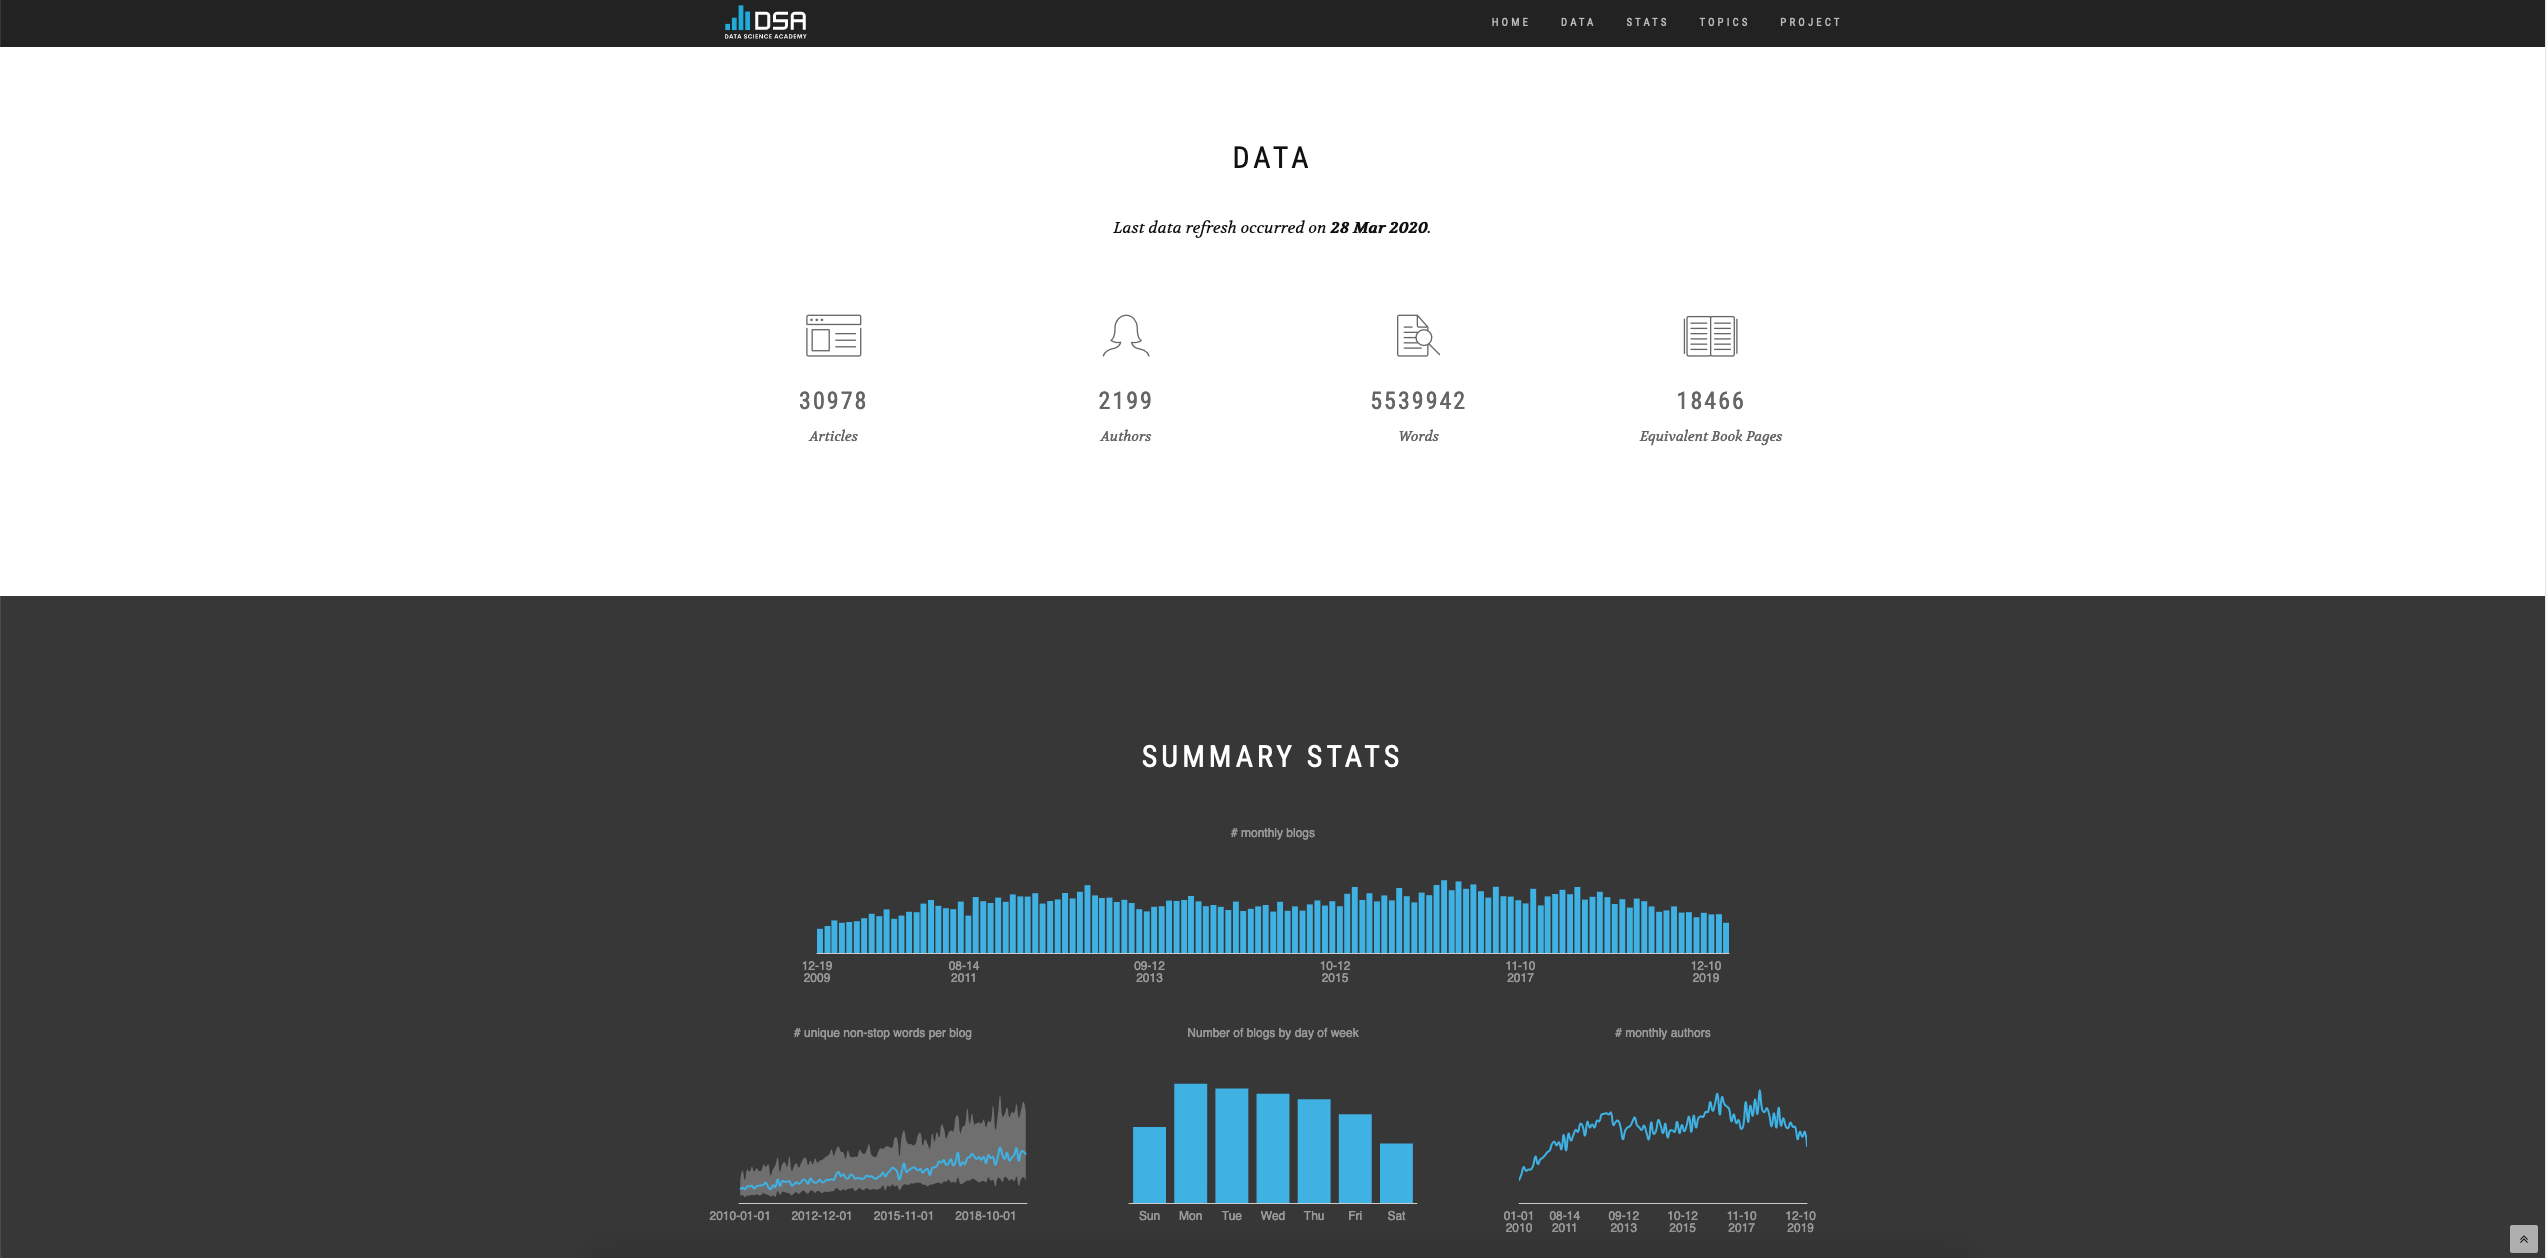 DSA
DATA SCIENCE ACADEMY
HOME DATA STATS TOPICS PROJECT
DATA
Last data refresh occurred on 28 Mar 2020.
30978 2199 5539942 18466
Articles Authors Words Equivalent Book Pages
SUMMARY STATS
# monthly blogs
12-19 08-14 09-12 10-12 11-10 12-10
2009 2011 2013 2015 2017 2019
# unique non-stop words per blog
2010-01-01 2012-12-01 2015-11-01 2018-10-01
Number of blogs by day of week
Sun Mon Tue Wed Thu Fri Sat
# monthly authors
01-01 08-14 09-12 10-12 11-10 12-10
2010 2011 2013 2015 2017 2019